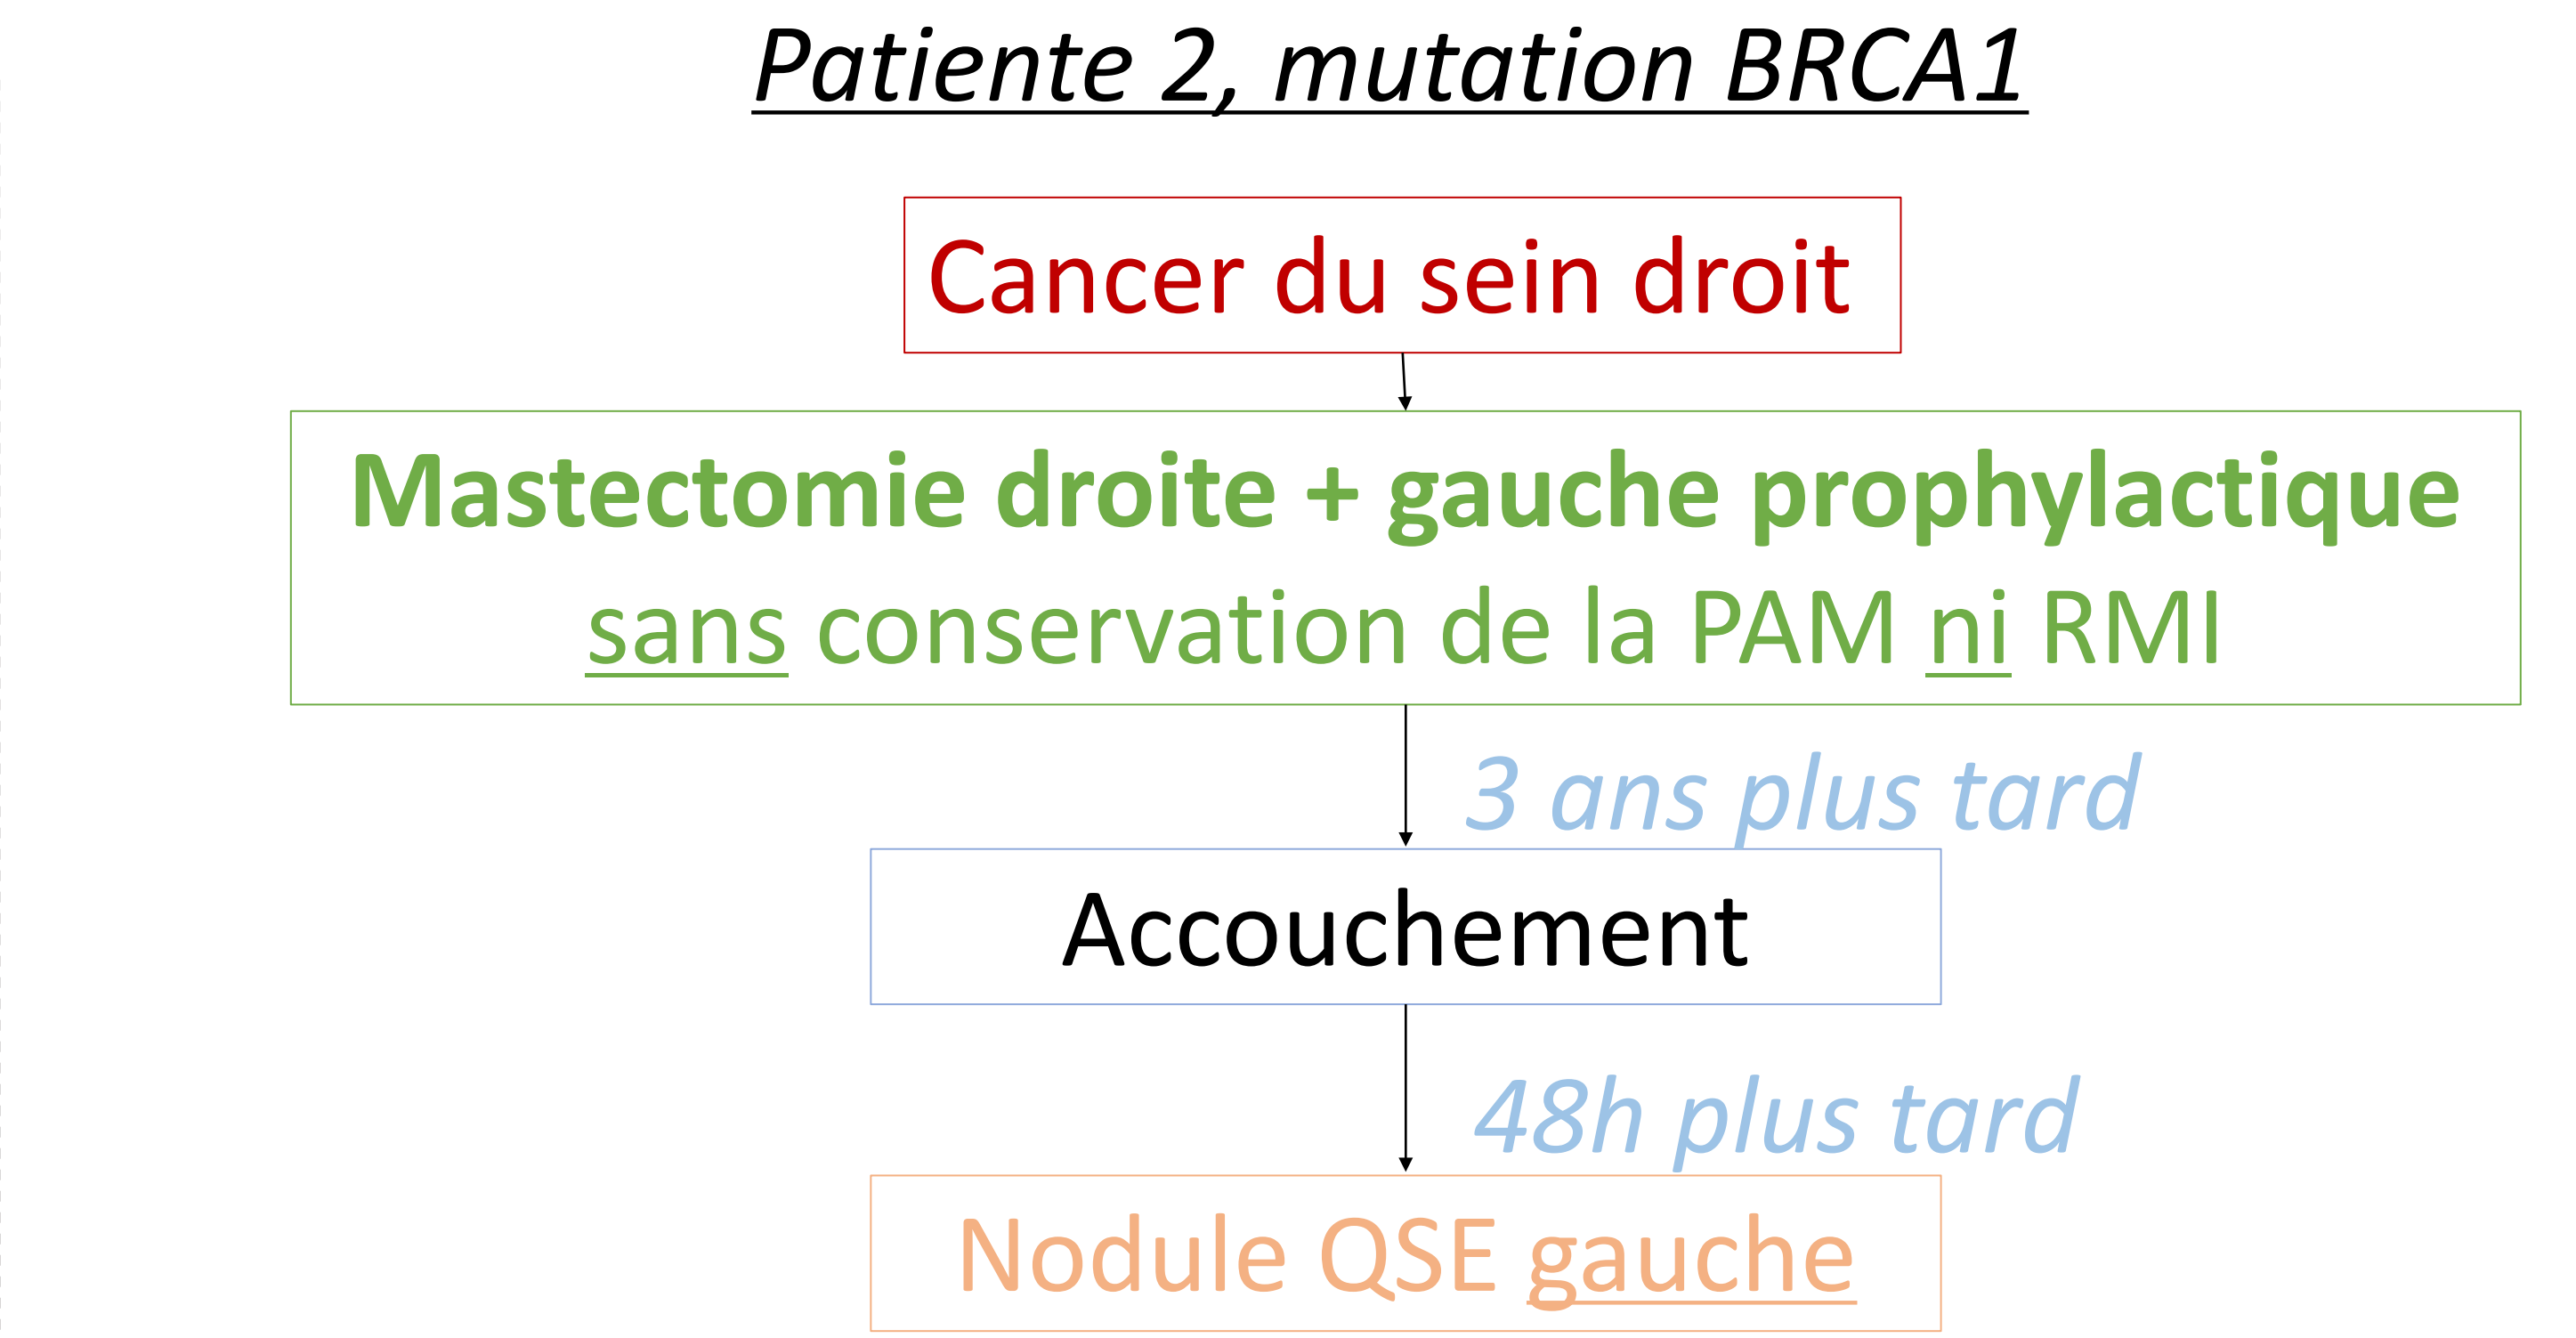 Patiente 2, mutation BRCA1
Cancer du sein droit
Mastectomie droite + gauche prophylactique
sans conservation de la PAM ni RMI
3 ans plus tard
Accouchement
48h plus tard
Nodule QSE gauche